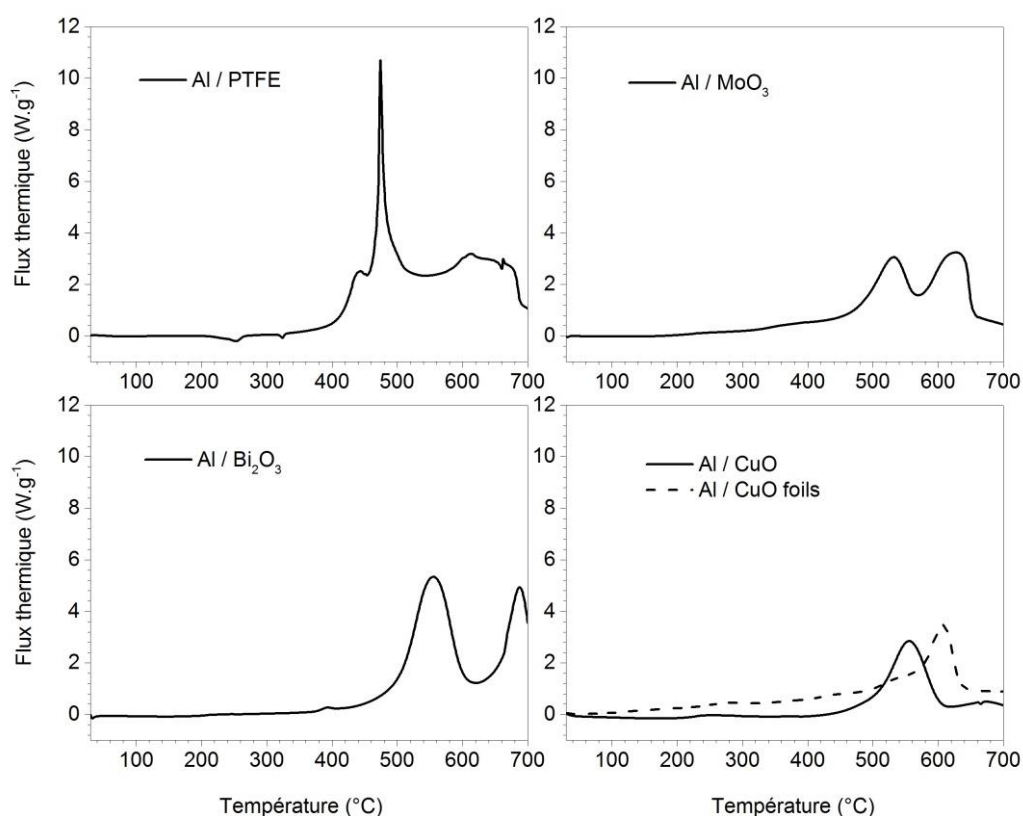 Flux thermique (W.g⁻¹)
12
10
8
6
4
2
0
Al / PTFE
100 200 300 400 500 600 700
12
10
8
6
4
2
0
Al / MoO₃
100 200 300 400 500 600 700
Flux thermique (W.g⁻¹)
12
10
8
6
4
2
0
Al / Bi₂O₃
100 200 300 400 500 600 700
Température (°C)
12
10
8
6
4
2
0
Al / CuO
Al / CuO foils
100 200 300 400 500 600 700
Température (°C)